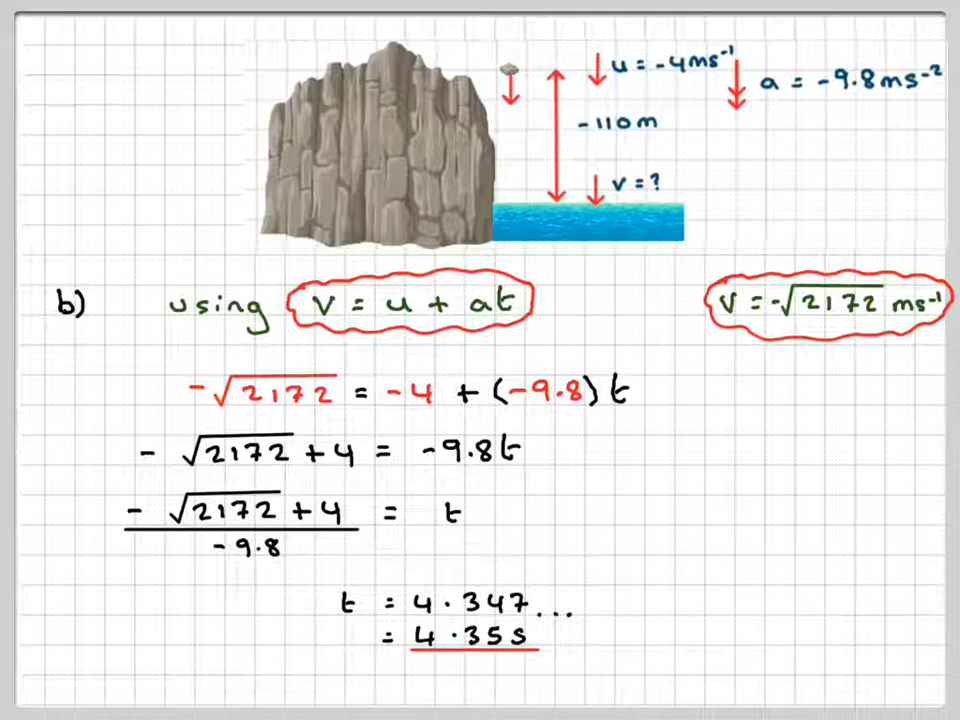 u = -4ms⁻¹
a = -9.8ms⁻²
-110m
v = ?
b) using v = u + at
v = -√2172 ms⁻¹
-√2172 = -4 + (-9.8)t
- √2172 + 4 = -9.8t
- √2172 + 4 = t
-9.8
t = 4.347...
= 4.35s